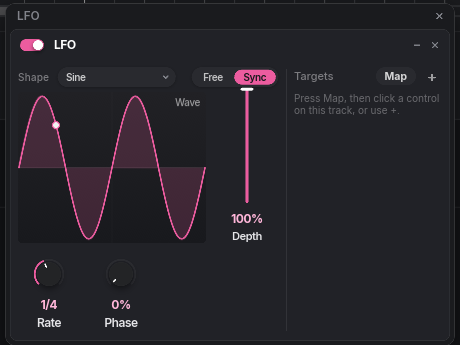 LFO
LFO
Shape
Sine
Free
Sync
Targets
Map
Wave
Press Map, then click a control
on this track, or use +.
100%
Depth
1/4
0%
Rate
Phase